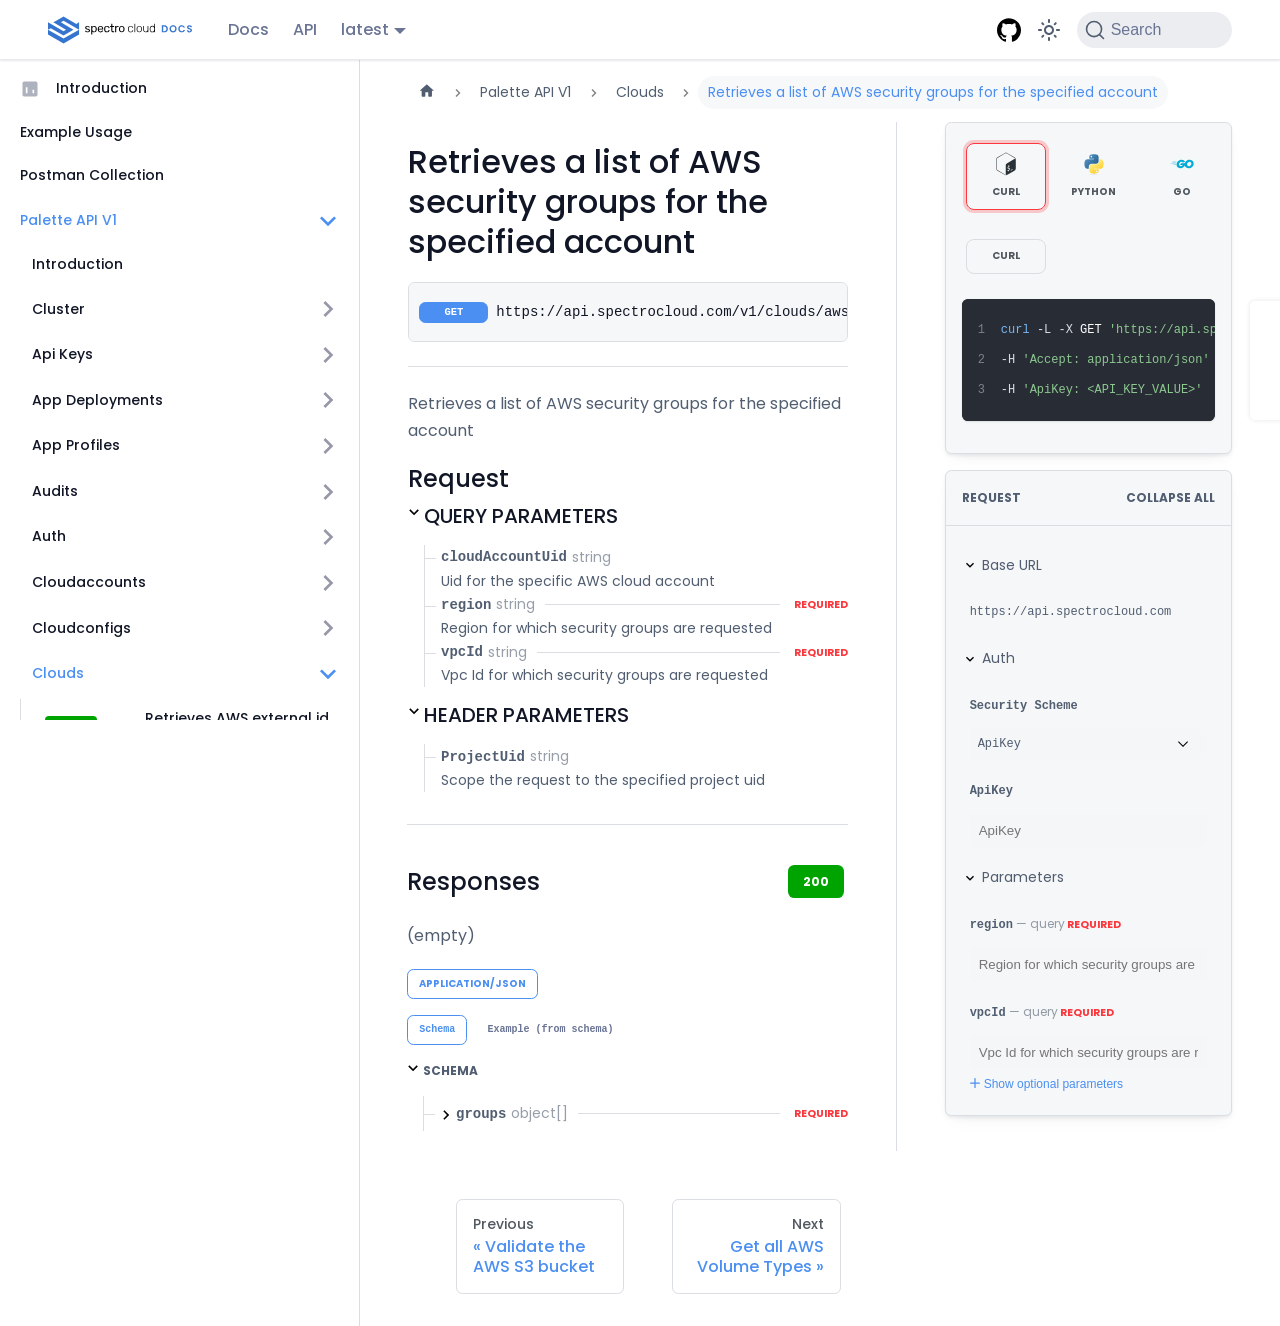 spectro cloud DOCS
Docs
API
latest
Search
Introduction
Example Usage
Postman Collection
Palette API V1
Introduction
Cluster
Api Keys
App Deployments
App Profiles
Audits
Auth
Cloudaccounts
Cloudconfigs
Clouds
Retrieves AWS external id
Palette API V1
Clouds
Retrieves a list of AWS security groups for the specified account
Retrieves a list of AWS
security groups for the
specified account
GET https://api.spectrocloud.com/v1/clouds/aws
Retrieves a list of AWS security groups for the specified
account
Request
QUERY PARAMETERS
cloudAccountUid string
Uid for the specific AWS cloud account
region string REQUIRED
Region for which security groups are requested
vpcId string REQUIRED
Vpc Id for which security groups are requested
HEADER PARAMETERS
ProjectUid string
Scope the request to the specified project uid
Responses
200
(empty)
APPLICATION/JSON
Schema Example (from schema)
SCHEMA
groups object[] REQUIRED
Previous
« Validate the
AWS S3 bucket
Next
Get all AWS
Volume Types »
CURL PYTHON GO
CURL
1 curl -L -X GET 'https://api.sp
2 -H 'Accept: application/json'
3 -H 'ApiKey: <API_KEY_VALUE>'
REQUEST COLLAPSE ALL
Base URL
https://api.spectrocloud.com
Auth
Security Scheme
ApiKey
ApiKey
ApiKey
Parameters
region — query REQUIRED
Region for which security groups are
vpcId — query REQUIRED
Vpc Id for which security groups are r
Show optional parameters